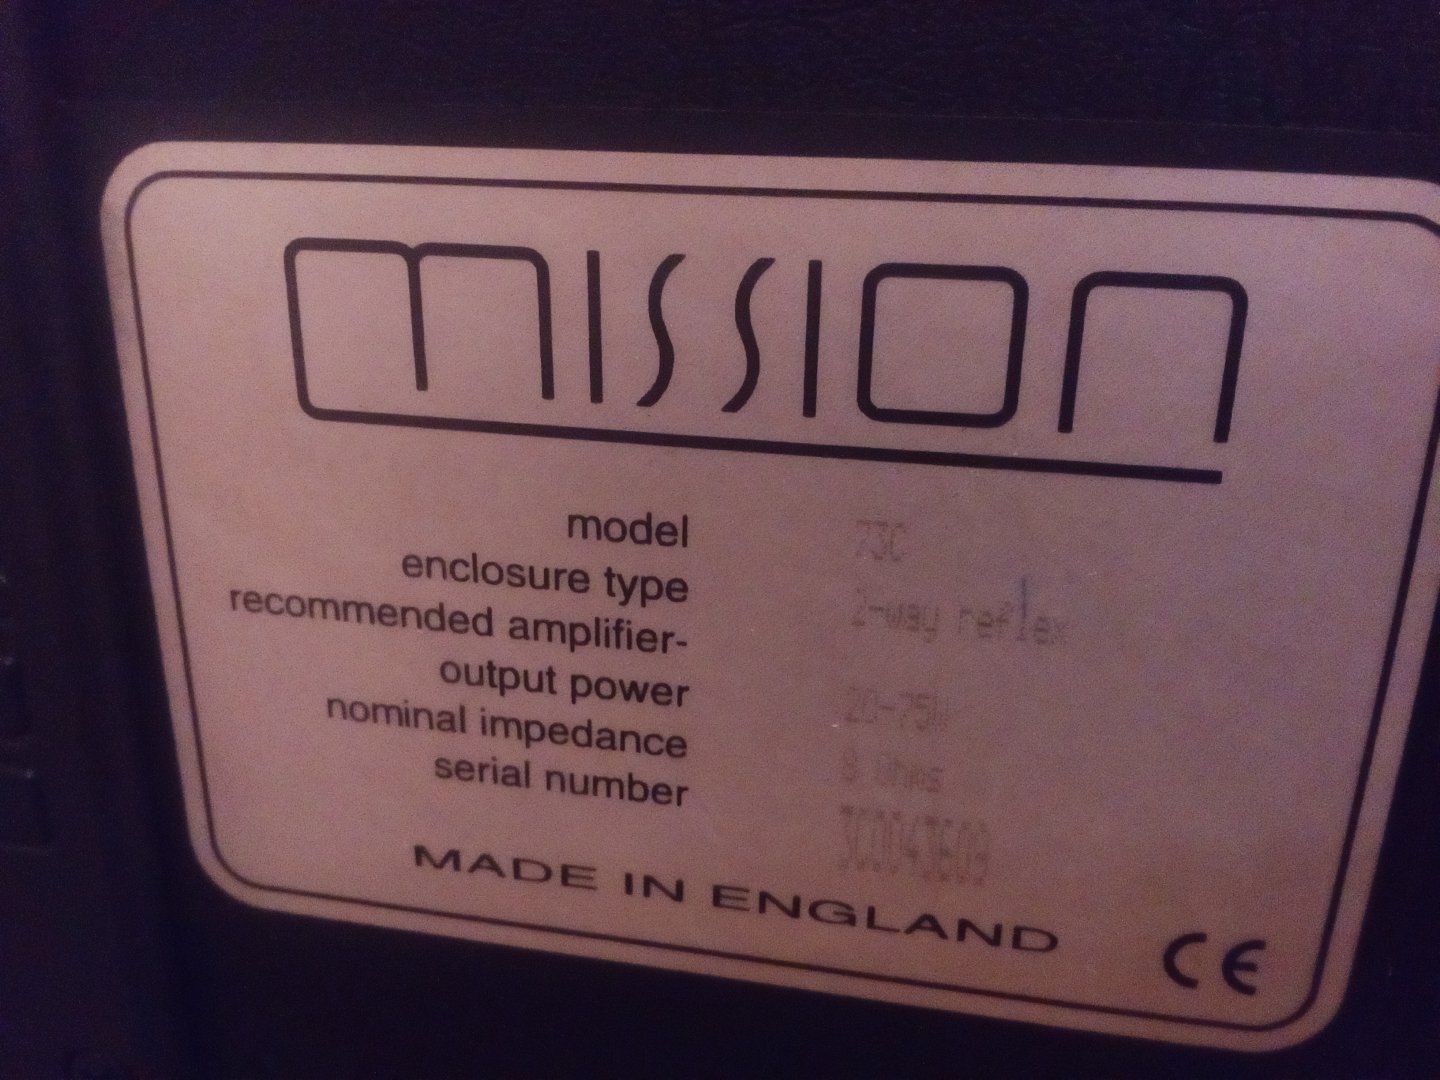 mission
model 73C
enclosure type 2-way reflex
recommended amplifier-
output power 20-75W
nominal impedance 8 Ohms
serial number
MADE IN ENGLAND
CE